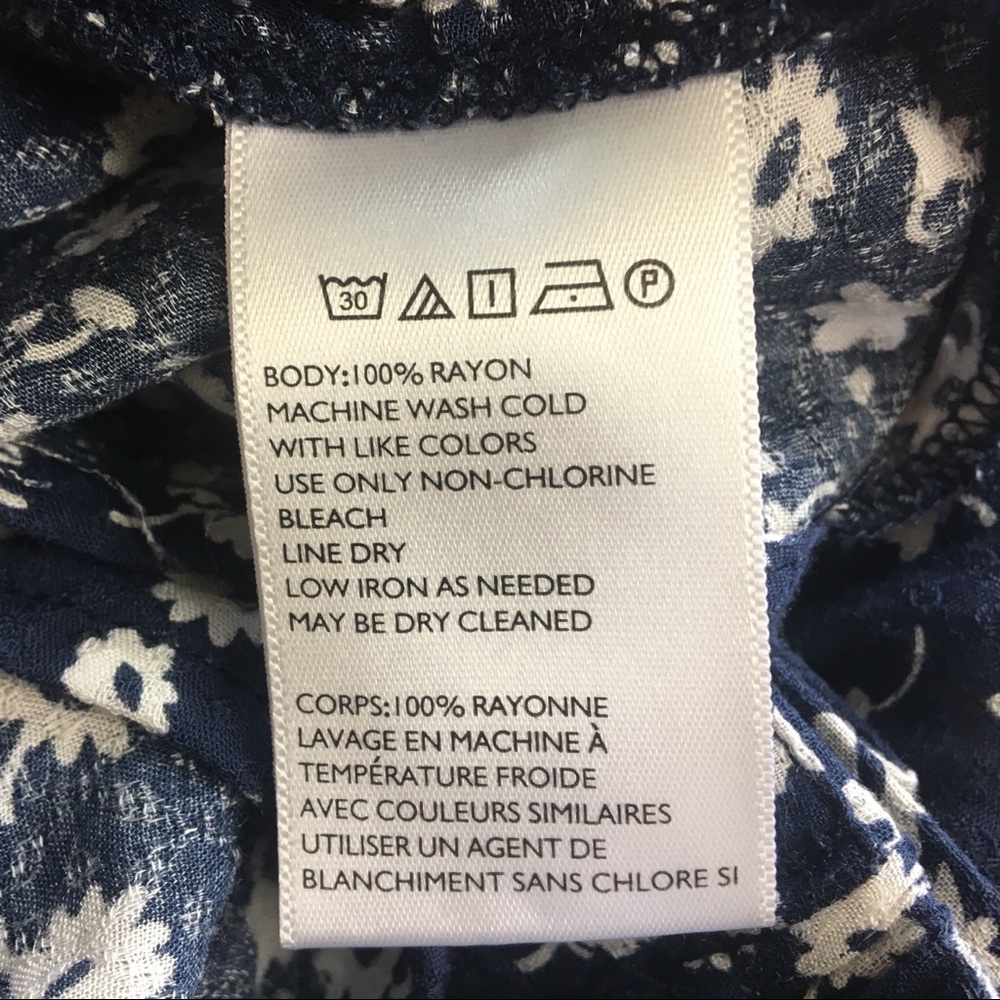 30 P
BODY:100% RAYON
MACHINE WASH COLD
WITH LIKE COLORS
USE ONLY NON-CHLORINE
BLEACH
LINE DRY
LOW IRON AS NEEDED
MAY BE DRY CLEANED
CORPS:100% RAYONNE
LAVAGE EN MACHINE À
TEMPÉRATURE FROIDE
AVEC COULEURS SIMILAIRES
UTILISER UN AGENT DE
BLANCHIMENT SANS CHLORE SI